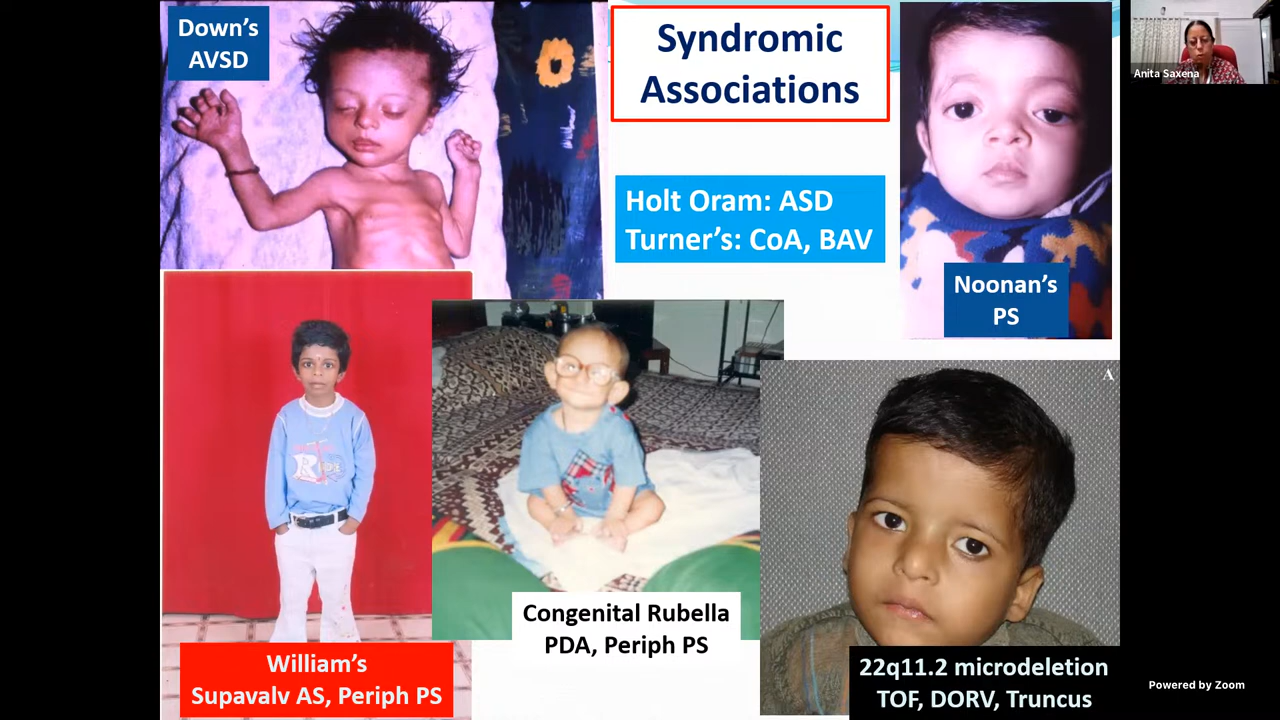 Down's
AVSD
Syndromic
Associations
Anita Saxena
Holt Oram: ASD
Turner's: CoA, BAV
Noonan's
PS
A
Congenital Rubella
PDA, Periph PS
William's
Supavalv AS, Periph PS
22q11.2 microdeletion
TOF, DORV, Truncus
Powered by Zoom